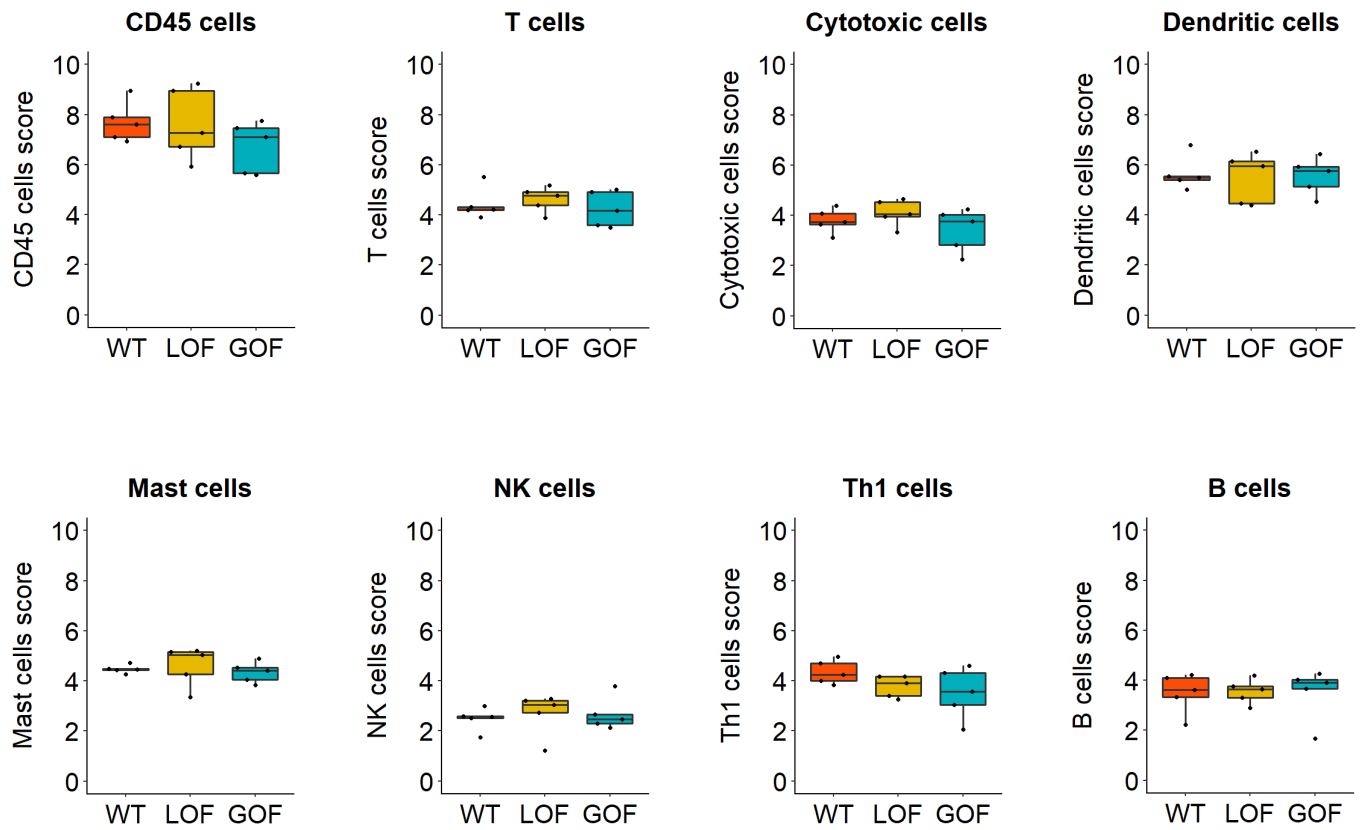 CD45 cells
CD45 cells score
10
8
6
4
2
0
WT LOF GOF
T cells
T cells score
10
8
6
4
2
0
WT LOF GOF
Cytotoxic cells
Cytotoxic cells score
10
8
6
4
2
0
WT LOF GOF
Dendritic cells
Dendritic cells score
10
8
6
4
2
0
WT LOF GOF
Mast cells
Mast cells score
10
8
6
4
2
0
WT LOF GOF
NK cells
NK cells score
10
8
6
4
2
0
WT LOF GOF
Th1 cells
Th1 cells score
10
8
6
4
2
0
WT LOF GOF
B cells
B cells score
10
8
6
4
2
0
WT LOF GOF